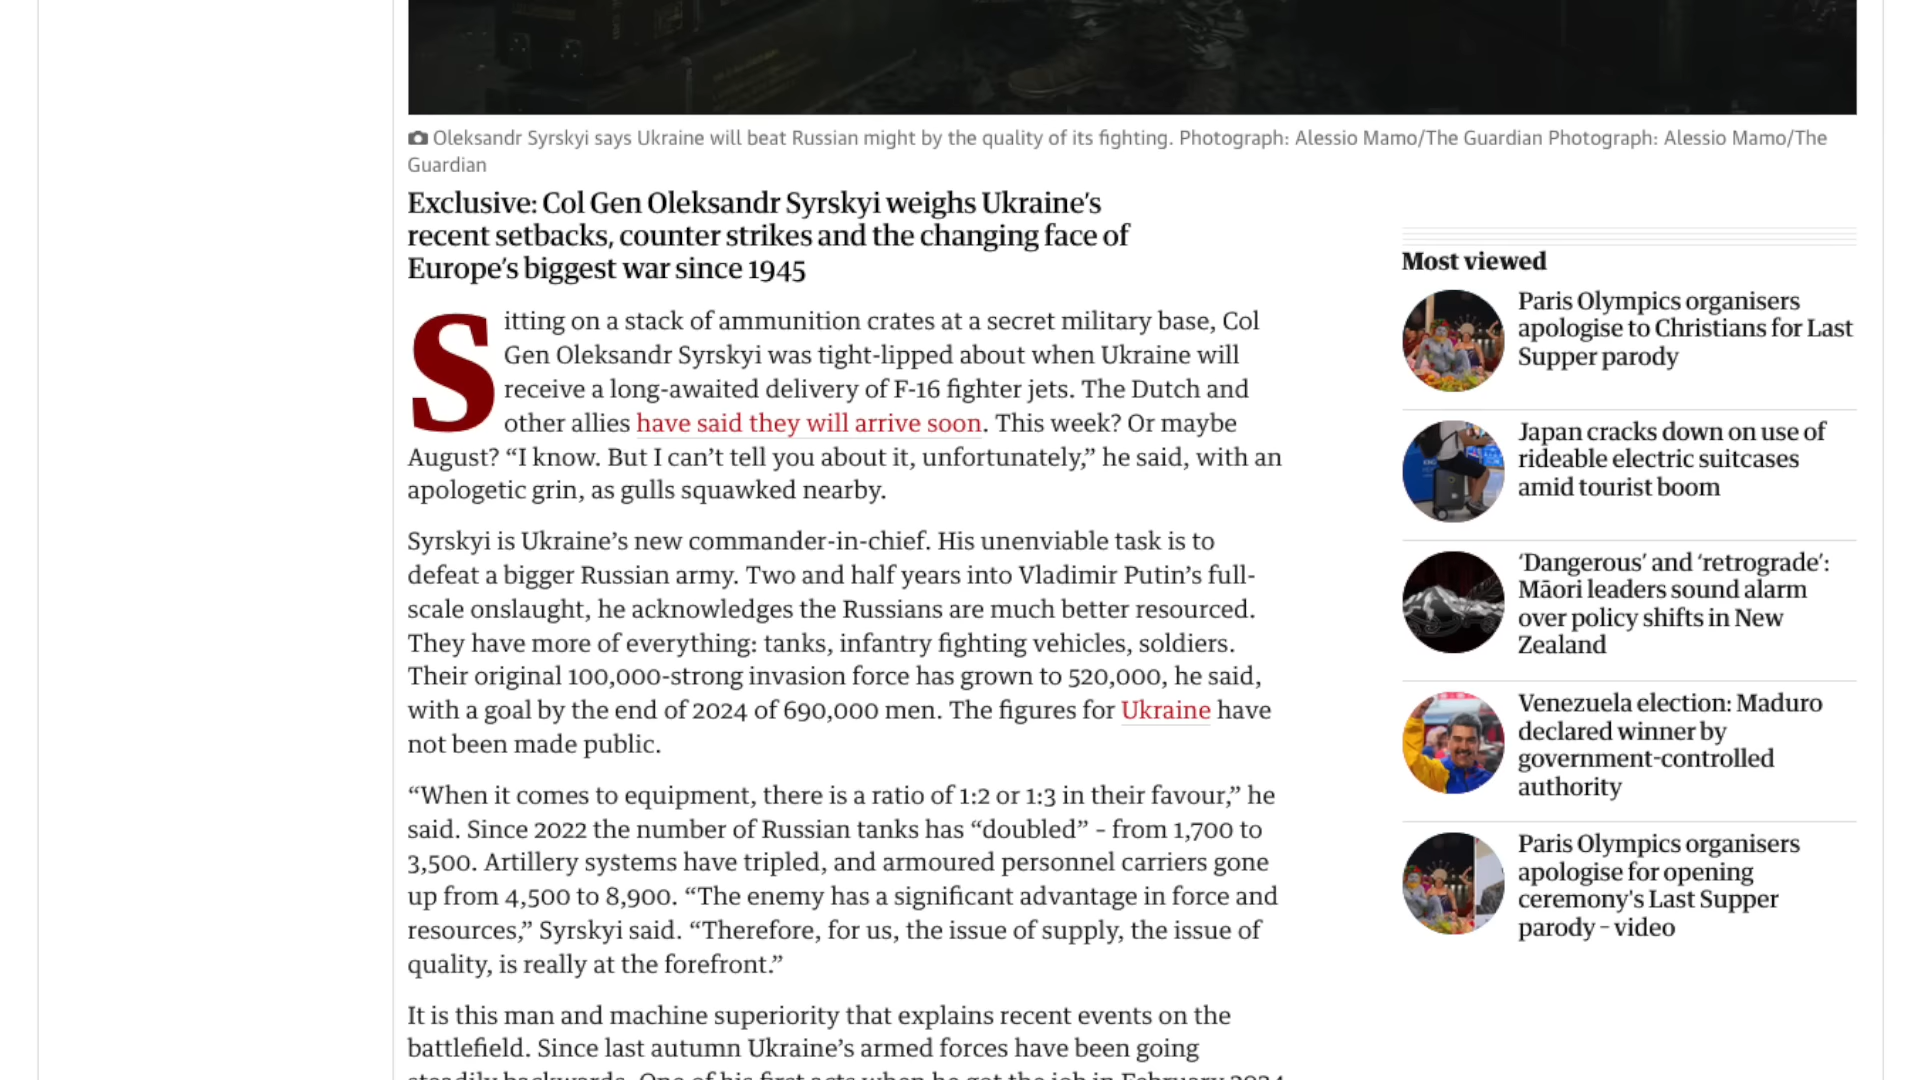 Oleksandr Syrskyi says Ukraine will beat Russian might by the quality of its fighting. Photograph: Alessio Mamo/The Guardian Photograph: Alessio Mamo/The
Guardian
Exclusive: Col Gen Oleksandr Syrskyi weighs Ukraine’s
recent setbacks, counter strikes and the changing face of
Europe’s biggest war since 1945
Sitting on a stack of ammunition crates at a secret military base, Col
Gen Oleksandr Syrskyi was tight-lipped about when Ukraine will
receive a long-awaited delivery of F-16 fighter jets. The Dutch and
other allies have said they will arrive soon. This week? Or maybe
August? “I know. But I can’t tell you about it, unfortunately,” he said, with an
apologetic grin, as gulls squawked nearby.
Syrskyi is Ukraine’s new commander-in-chief. His unenviable task is to
defeat a bigger Russian army. Two and half years into Vladimir Putin’s full-
scale onslaught, he acknowledges the Russians are much better resourced.
They have more of everything: tanks, infantry fighting vehicles, soldiers.
Their original 100,000-strong invasion force has grown to 520,000, he said,
with a goal by the end of 2024 of 690,000 men. The figures for Ukraine have
not been made public.
“When it comes to equipment, there is a ratio of 1:2 or 1:3 in their favour,” he
said. Since 2022 the number of Russian tanks has “doubled” – from 1,700 to
3,500. Artillery systems have tripled, and armoured personnel carriers gone
up from 4,500 to 8,900. “The enemy has a significant advantage in force and
resources,” Syrskyi said. “Therefore, for us, the issue of supply, the issue of
quality, is really at the forefront.”
It is this man and machine superiority that explains recent events on the
battlefield. Since last autumn Ukraine’s armed forces have been going
steadily backwards. One of his first acts when he got the job in February 2024
Most viewed
Paris Olympics organisers
apologise to Christians for Last
Supper parody
Japan cracks down on use of
rideable electric suitcases
amid tourist boom
‘Dangerous’ and ‘retrograde’:
Māori leaders sound alarm
over policy shifts in New
Zealand
Venezuela election: Maduro
declared winner by
government-controlled
authority
Paris Olympics organisers
apologise for opening
ceremony's Last Supper
parody – video